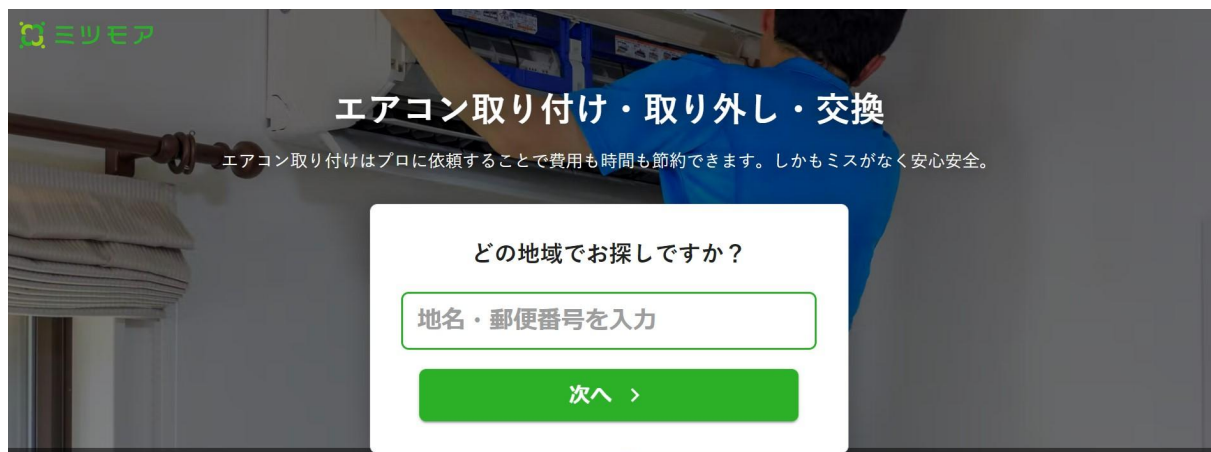 ミツモア
エアコン取り付け・取り外し・交換
エアコン取り付けはプロに依頼することで費用も時間も節約できます。しかもミスがなく安心安全。
どの地域でお探しですか？
地名・郵便番号を入力
次へ >